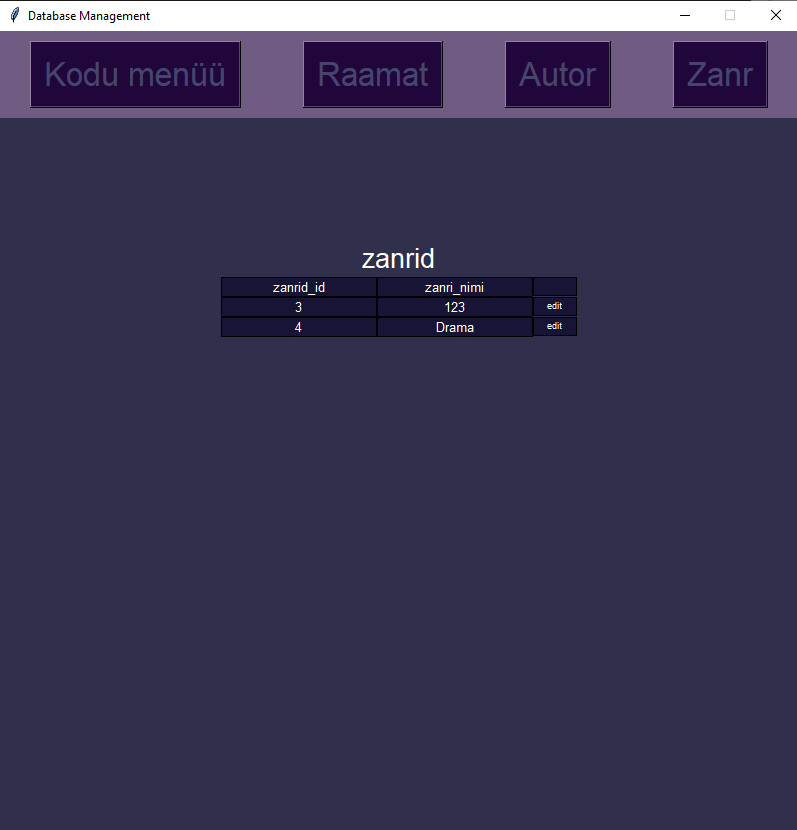 Database Management
Kodu menüü Raamat Autor Zanr
zanrid
zanrid_id zanri_nimi
3 123 edit
4 Drama edit